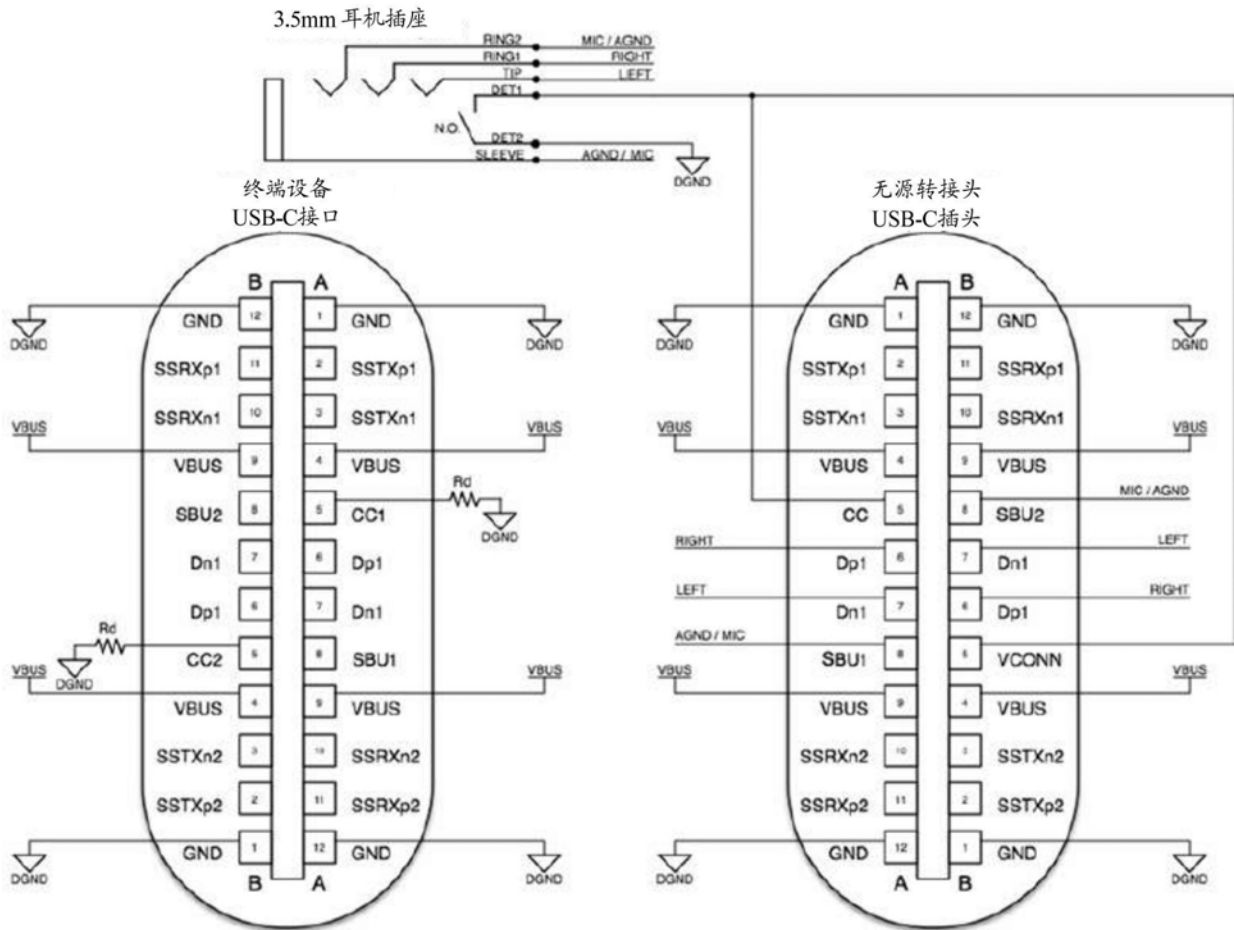 3.5mm 耳机插座
RING2 MIC / AGND
RING1 RIGHT
TIP LEFT
DET1
N.O.
DET2
SLEEVE AGND / MIC
DGND
终端设备
USB-C接口
B A
12 1
GND GND
DGND DGND
11 2
SSRXp1 SSTXp1
10 3
SSRXn1 SSTXn1
VBUS VBUS
9 4
VBUS VBUS
8 5
SBU2 CC1
Rd
DGND
7 6
Dn1 Dp1
6 7
Dp1 Dn1
Rd
5 8
CC2 SBU1
DGND
VBUS VBUS
4 9
VBUS VBUS
3 10
SSTXn2 SSRXn2
2 11
SSTXp2 SSRXp2
1 12
GND GND
DGND DGND
B A
无源转接头
USB-C插头
A B
1 12
GND GND
DGND DGND
2 11
SSTXp1 SSRXp1
3 10
SSTXn1 SSRXn1
VBUS VBUS
4 9
VBUS VBUS
MIC / AGND
5 8
CC SBU2
RIGHT LEFT
6 7
Dp1 Dn1
LEFT RIGHT
7 6
Dn1 Dp1
AGND / MIC
8 5
SBU1 VCONN
VBUS VBUS
9 4
VBUS VBUS
10 3
SSRXn2 SSTXn2
11 2
SSRXp2 SSTXp2
12 1
GND GND
DGND DGND
A B